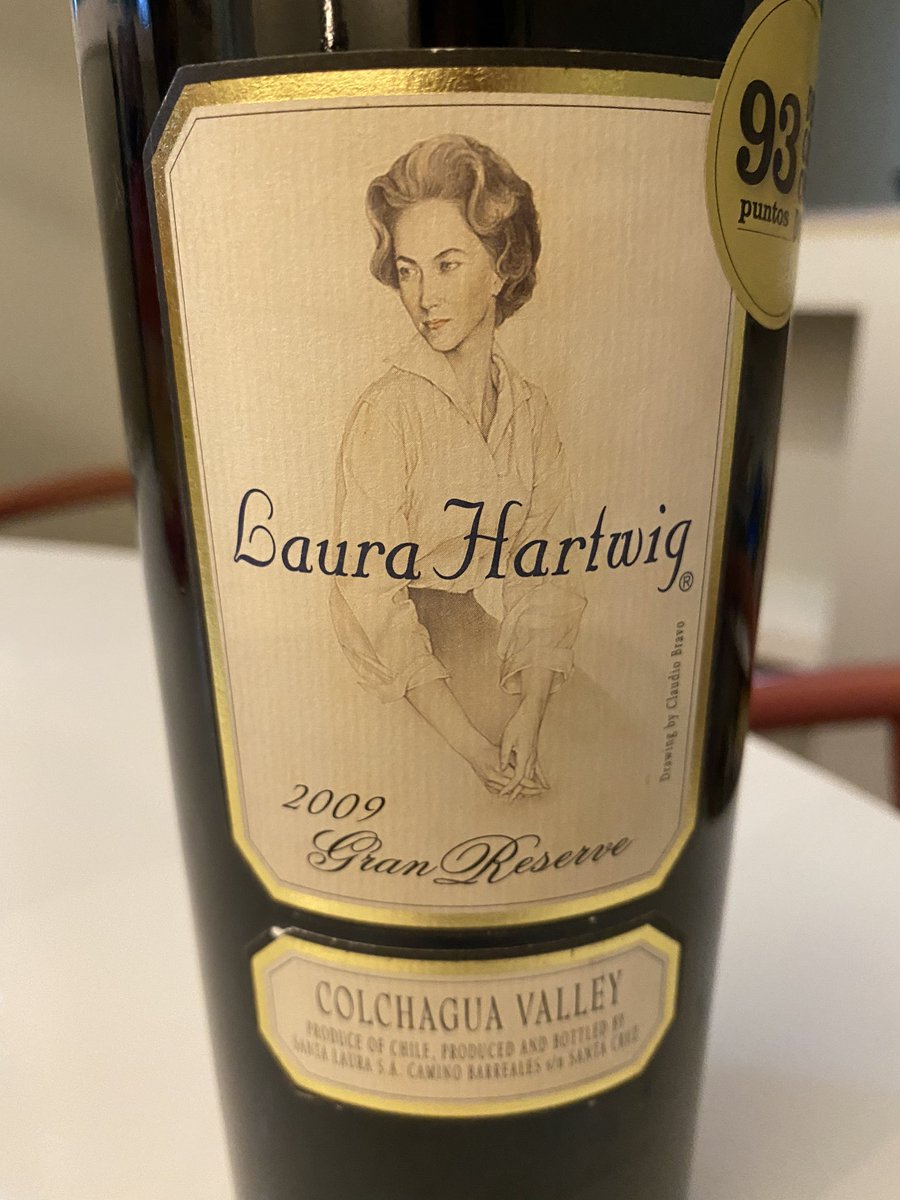 93
puntos
Laura Hartwig®
Drawing by Claudio Bravo
2009
Gran Reserve
COLCHAGUA VALLEY
PRODUCE OF CHILE, PRODUCED AND BOTTLED BY
SANTA LAURA S.A. CAMINO BARREALES s/n SANTA CRUZ